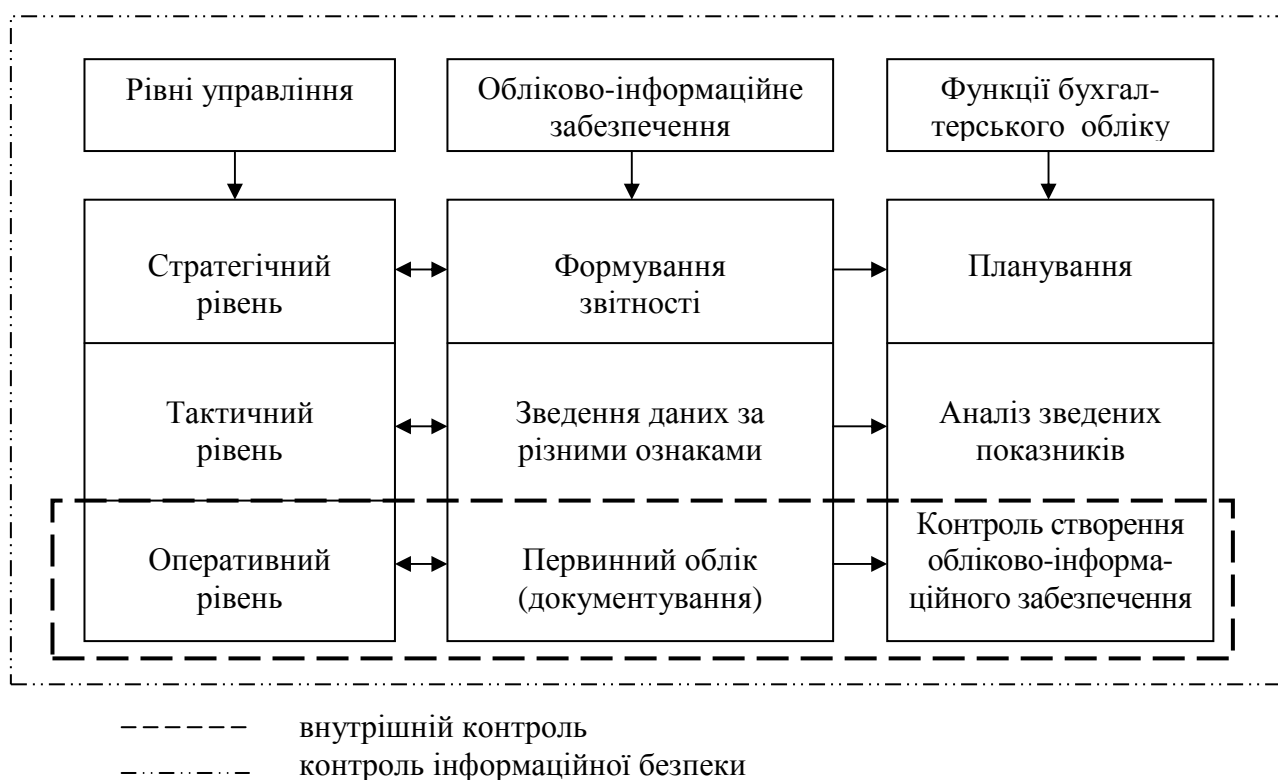 Рівні управління
Обліково-інформаційне
забезпечення
Функції бухгал-
терського обліку
Стратегічний
рівень
Формування
звітності
Планування
Тактичний
рівень
Зведення даних за
різними ознаками
Аналіз зведених
показників
Оперативний
рівень
Первинний облік
(документування)
Контроль створення
обліково-інформа-
ційного забезпечення
внутрішній контроль
контроль інформаційної безпеки